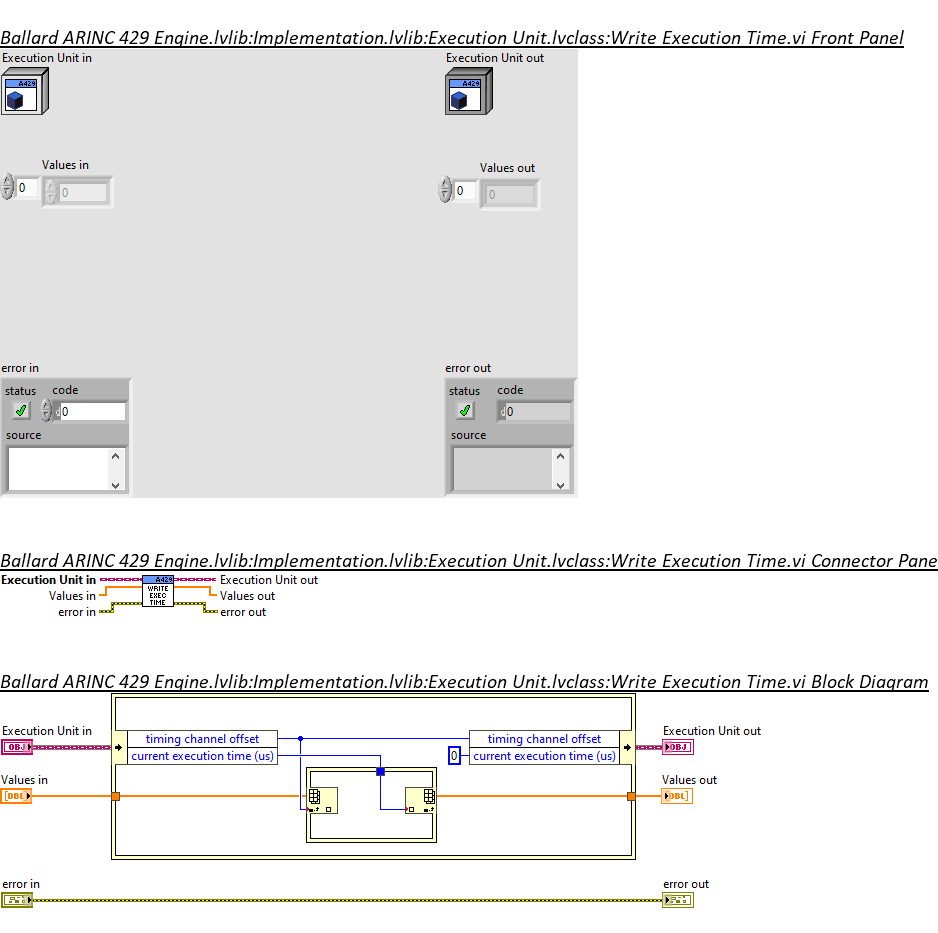 Ballard ARINC 429 Engine.lvlib:Implementation.lvlib:Execution Unit.lvclass:Write Execution Time.vi Front Panel
Execution Unit in
Execution Unit out
A429
A429
Values in
Values out
0
0
0
0
error in
error out
status
code
status
code
d
0
d
0
source
source
Ballard ARINC 429 Engine.lvlib:Implementation.lvlib:Execution Unit.lvclass:Write Execution Time.vi Connector Pane
Execution Unit in
A429
Execution Unit out
Values in
WRITE
EXEC
TIME
Values out
error in
error out
Ballard ARINC 429 Engine.lvlib:Implementation.lvlib:Execution Unit.lvclass:Write Execution Time.vi Block Diagram
Execution Unit in
Execution Unit out
OBJ
timing channel offset
timing channel offset
OBJ
current execution time (us)
0
current execution time (us)
Values in
Values out
DBL
DBL
error in
error out